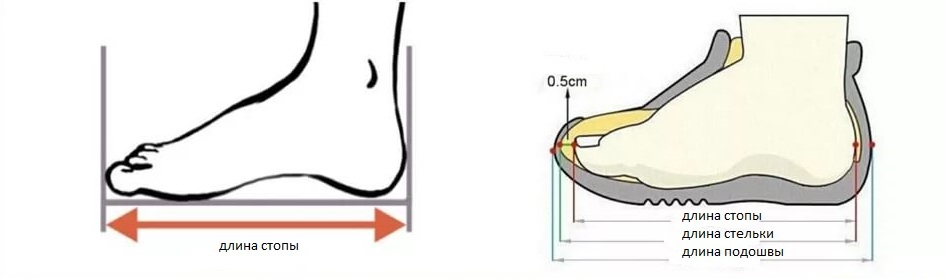 длина стопы
0.5cm
длина стопы
длина стельки
длина подошвы